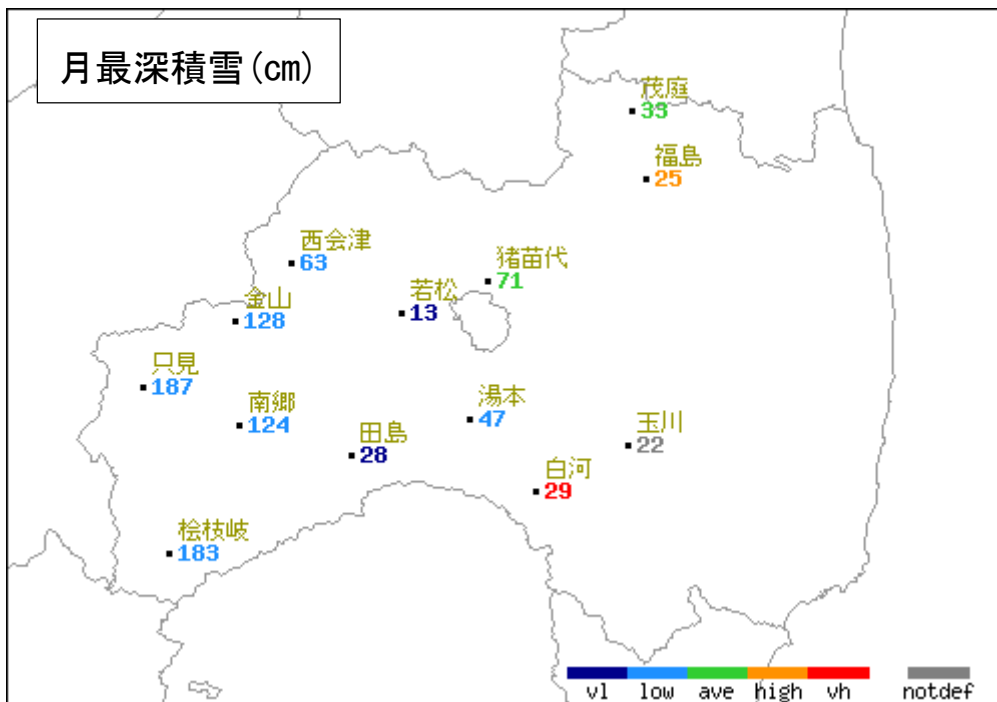 月最深積雪(cm)
茂庭
33
福島
25
西会津
63
猪苗代
71
若松
13
金山
128
只見
187
南郷
124
湯本
47
田島
28
玉川
22
白河
29
桧枝岐
183
vl low ave high vh notdef